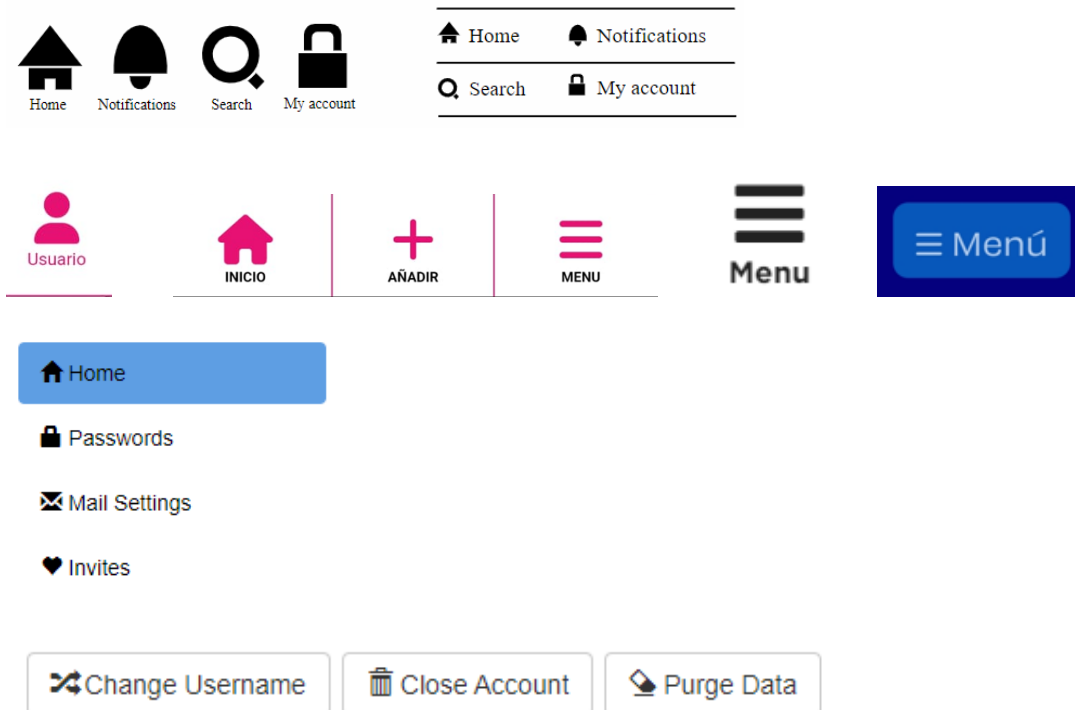 Home Notifications
Home Notifications Search My account
Search My account
Usuario
INICIO AÑADIR MENU
Menu
☰ Menú
Home
Passwords
Mail Settings
Invites
Change Username Close Account Purge Data